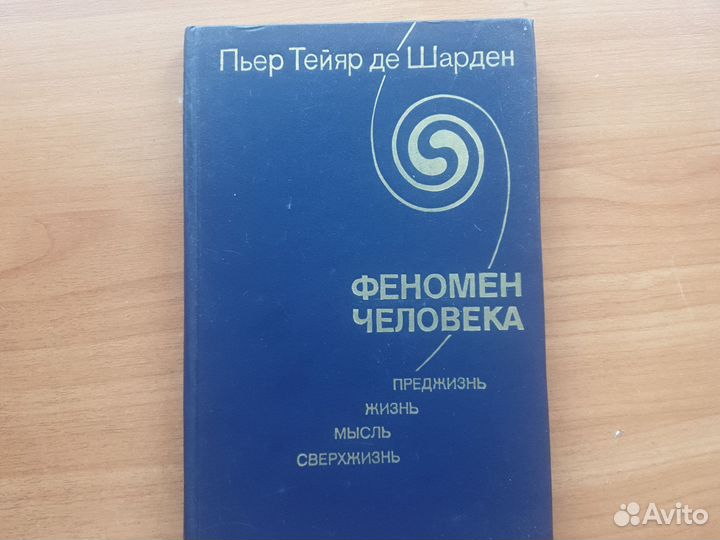 Пьер Тейяр де Шарден
ФЕНОМЕН
ЧЕЛОВЕКА
ПРЕДЖИЗНЬ
ЖИЗНЬ
МЫСЛЬ
СВЕРХЖИЗНЬ
Avito